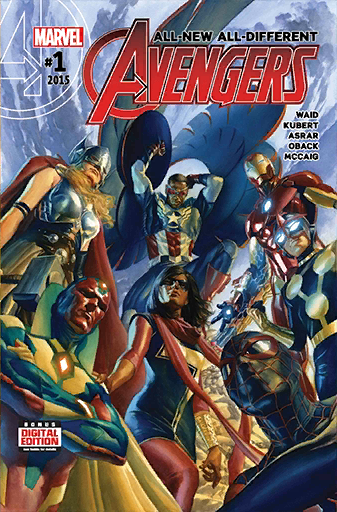 MARVEL
#1
2015
ALL-NEW ALL-DIFFERENT
AVENGERS
WAID
KUBERT
ASRAR
OBACK
MCCAIG
BONUS
DIGITAL
EDITION